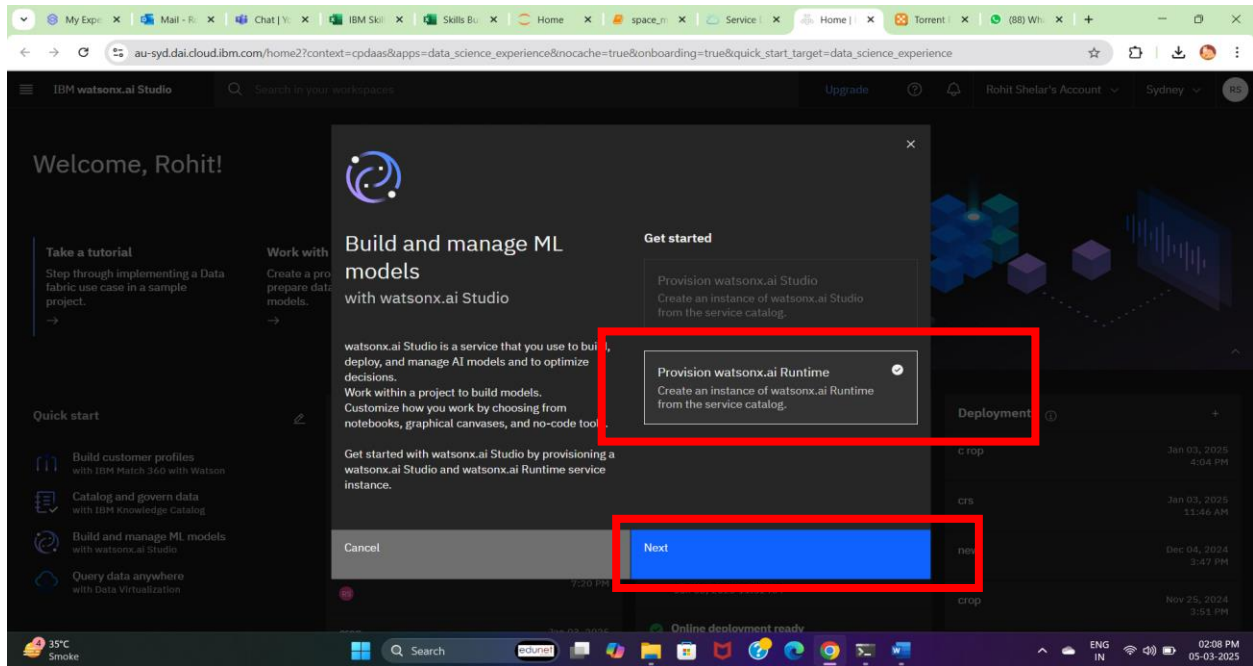 My Expe
Mail - R
Chat | Y
IBM Skil
Skills Bu
Home
space_n
Service
Home |
Torrent
(88) Wh
au-syd.dai.cloud.ibm.com/home2?context=cpdaas&apps=data_science_experience&nocache=true&onboarding=true&quick_start_target=data_science_experience
IBM watsonx.ai Studio
Search in your workspaces
Upgrade
Rohit Shelar's Account
Sydney
RS
Welcome, Rohit!
Take a tutorial
Step through implementing a Data
fabric use case in a sample
project.
Work with
Create a pro
prepare data
models.
Build and manage ML
models
with watsonx.ai Studio
watsonx.ai Studio is a service that you use to build,
deploy, and manage AI models and to optimize
decisions.
Work within a project to build models.
Customize how you work by choosing from
notebooks, graphical canvases, and no-code tools.
Get started with watsonx.ai Studio by provisioning a
watsonx.ai Studio and watsonx.ai Runtime service
instance.
Get started
Provision watsonx.ai Studio
Create an instance of watsonx.ai Studio
from the service catalog.
Provision watsonx.ai Runtime
Create an instance of watsonx.ai Runtime
from the service catalog.
Cancel
Next
Quick start
Build customer profiles
with IBM Match 360 with Watson
Catalog and govern data
with IBM Knowledge Catalog
Build and manage ML models
with watsonx.ai Studio
Query data anywhere
with Data Virtualization
RS
7:20 PM
Online deployment ready
Deployment
c rop
Jan 03, 2025
4:04 PM
crs
Jan 03, 2025
11:46 AM
new
Dec 04, 2024
3:47 PM
crop
Nov 25, 2024
3:51 PM
4
35°C
Smoke
Search
edunet
ENG
IN
02:08 PM
05-03-2025